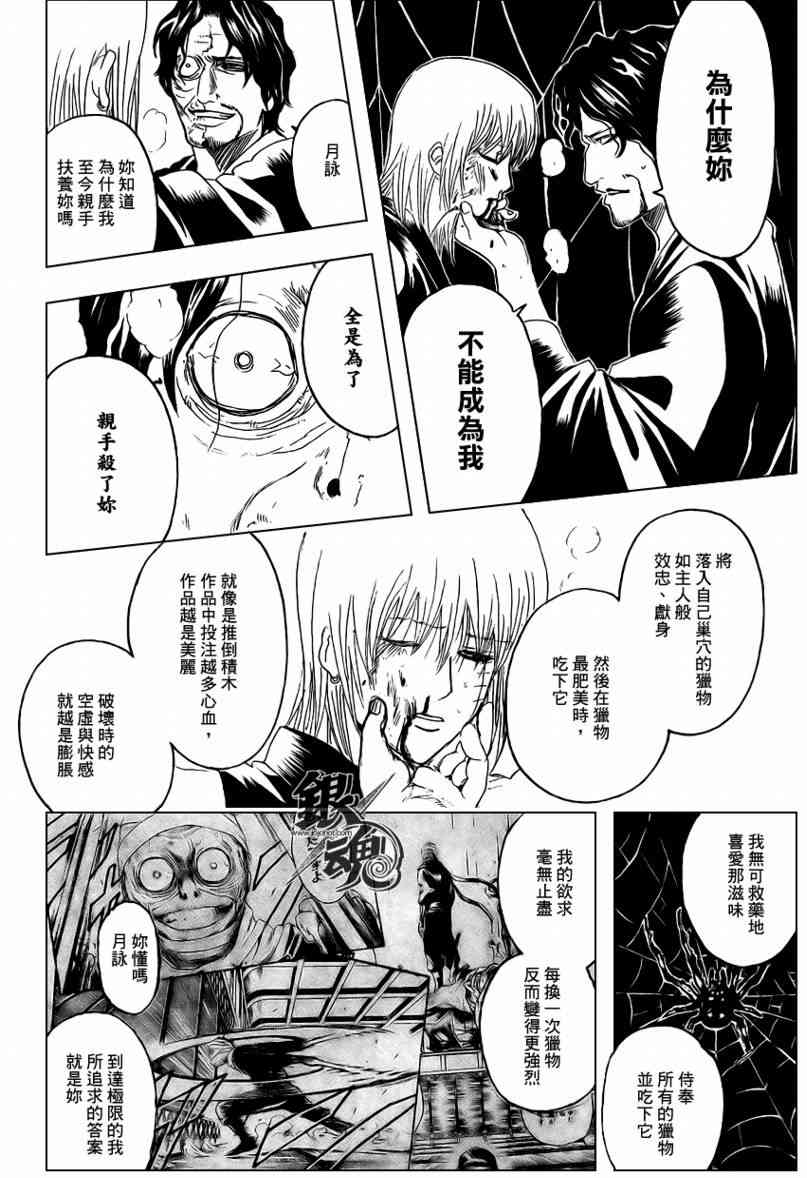 為什麼妳
不能成為我
月詠
妳知道
為什麼我
至今親手
扶養妳嗎
全是為了
親手殺了妳
將
落入自己巢穴的獵物
如主人般
效忠、獻身
然後在獵物
最肥美時，
吃下它
就像是推倒積木
作品中投注越多心血，
作品越是美麗
破壞時的
空虛與快感
就越是膨脹
我無可救藥地
喜愛那滋味
侍奉
所有的獵物
並吃下它
我的欲求
毫無止盡
每換一次獵物
反而變得更強烈
妳懂嗎
月詠
到達極限的我
所追求的答案
就是妳
銀魂